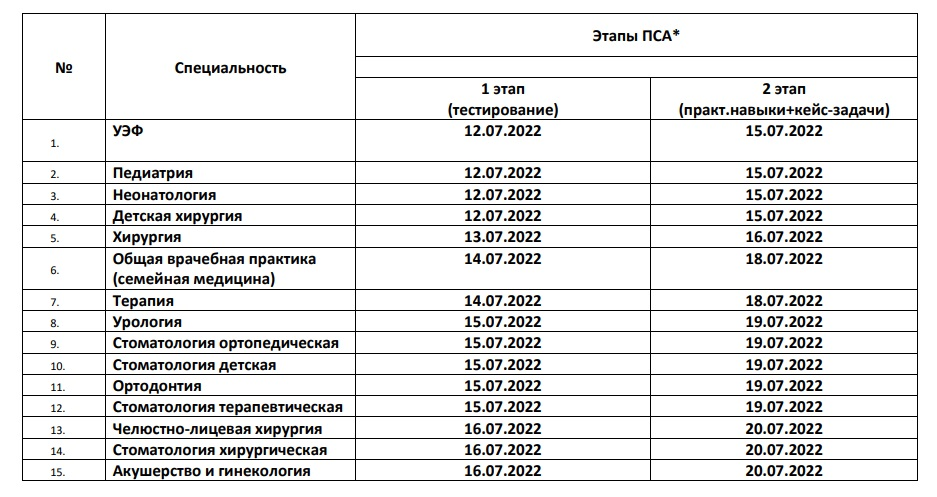 № Специальность Этапы ПСА*
1 этап 2 этап
(тестирование) (практ.навыки+кейс-задачи)
1. УЭФ 12.07.2022 15.07.2022
2. Педиатрия 12.07.2022 15.07.2022
3. Неонатология 12.07.2022 15.07.2022
4. Детская хирургия 12.07.2022 15.07.2022
5. Хирургия 13.07.2022 16.07.2022
6. Общая врачебная практика 14.07.2022 18.07.2022
(семейная медицина)
7. Терапия 14.07.2022 18.07.2022
8. Урология 15.07.2022 19.07.2022
9. Стоматология ортопедическая 15.07.2022 19.07.2022
10. Стоматология детская 15.07.2022 19.07.2022
11. Ортодонтия 15.07.2022 19.07.2022
12. Стоматология терапевтическая 15.07.2022 19.07.2022
13. Челюстно-лицевая хирургия 16.07.2022 20.07.2022
14. Стоматология хирургическая 16.07.2022 20.07.2022
15. Акушерство и гинекология 16.07.2022 20.07.2022